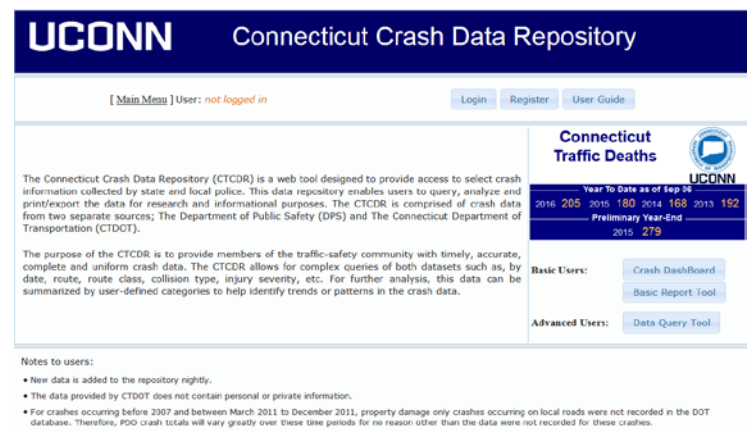 UCONN Connecticut Crash Data Repository
[ Main Menu ] User: not logged in
Login Register User Guide
Connecticut
Traffic Deaths
UCONN
Year To Date as of Sep 06
2016 205 2015 180 2014 168 2013 192
Preliminary Year-End
2015 279
The Connecticut Crash Data Repository (CTCDR) is a web tool designed to provide access to select crash
information collected by state and local police. This data repository enables users to query, analyze and
print/export the data for research and informational purposes. The CTCDR is comprised of crash data
from two separate sources; The Department of Public Safety (DPS) and The Connecticut Department of
Transportation (CTDOT).
The purpose of the CTCDR is to provide members of the traffic-safety community with timely, accurate,
complete and uniform crash data. The CTCDR allows for complex queries of both datasets such as, by
date, route, route class, collision type, injury severity, etc. For further analysis, this data can be
summarized by user-defined categories to help identify trends or patterns in the crash data.
Basic Users: Crash DashBoard
Basic Report Tool
Advanced Users: Data Query Tool
Notes to users:
• New data is added to the repository nightly.
• The data provided by CTDOT does not contain personal or private information.
• For crashes occurring before 2007 and between March 2011 to December 2011, property damage only crashes occurring on local roads were not recorded in the DOT
database. Therefore, PDO crash totals will vary greatly over these time periods for no reason other than the data were not recorded for these crashes.